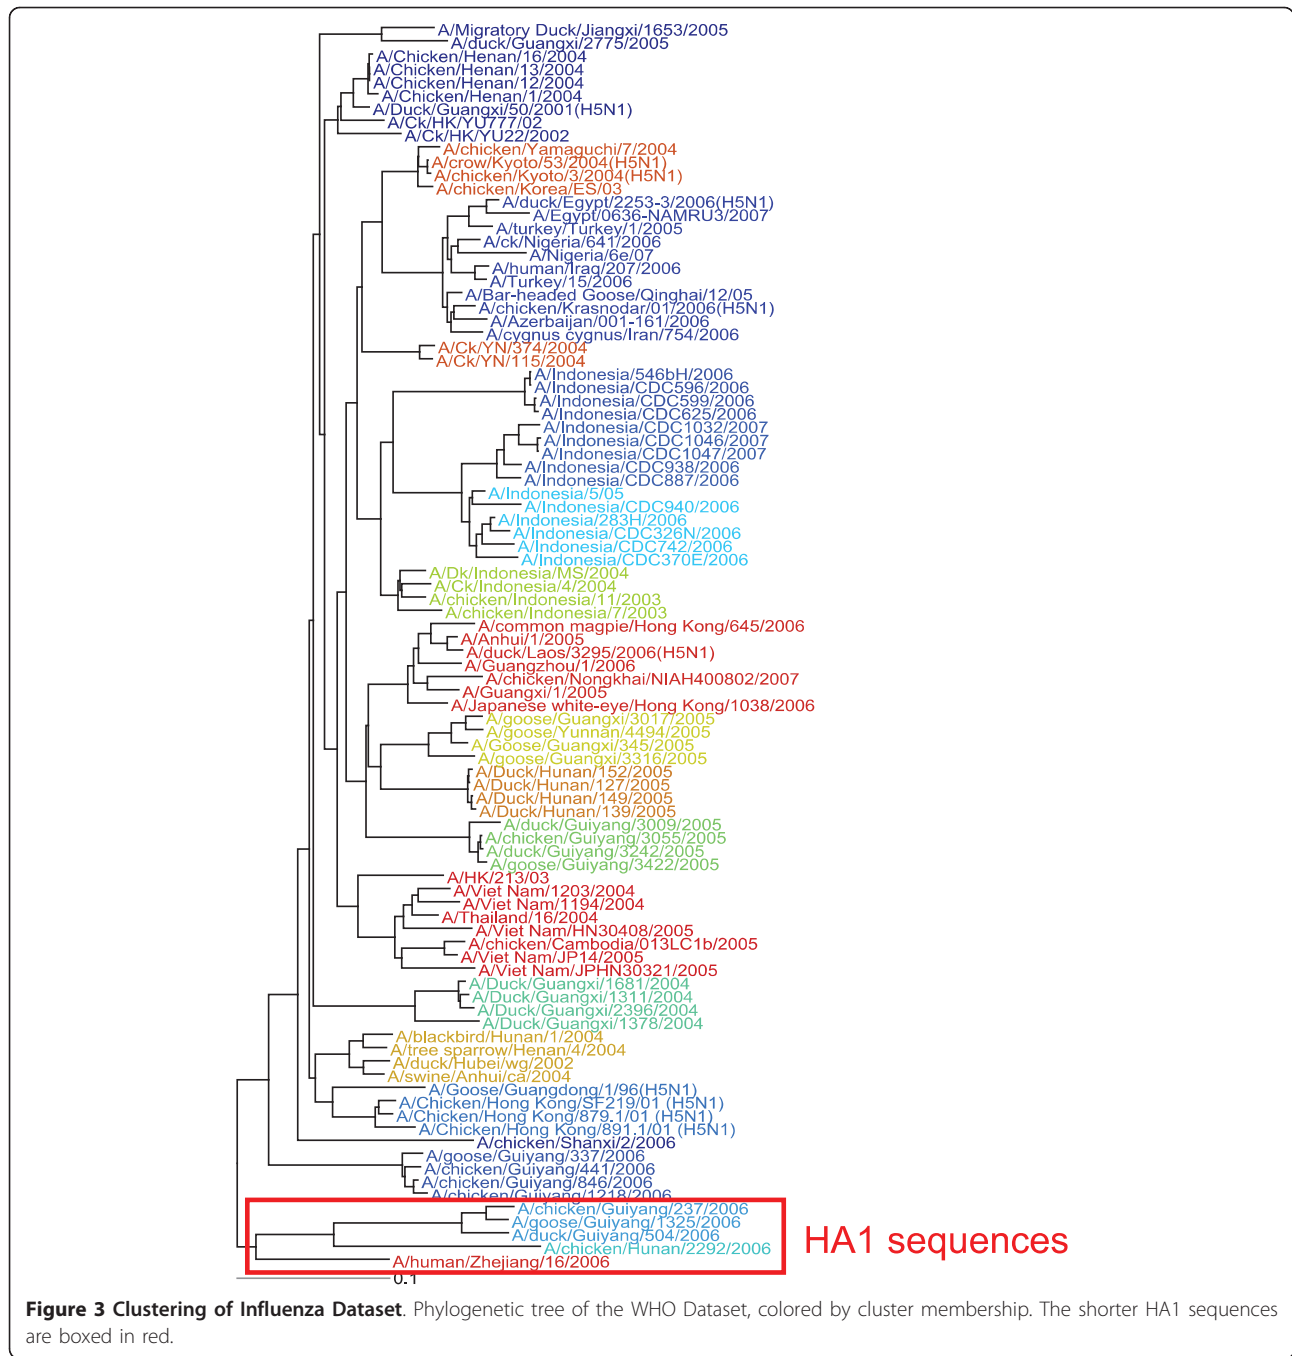 A/Migratory Duck/Jiangxi/1653/2005
A/duck/Guangxi/2775/2005
A/Chicken/Henan/16/2004
A/Chicken/Henan/13/2004
A/Chicken/Henan/12/2004
A/Chicken/Henan/1/2004
A/Duck/Guangxi/50/2001(H5N1)
A/Ck/HK/YU777/02
A/Ck/HK/YU22/2002
A/chicken/Yamaguchi/7/2004
A/crow/Kyoto/53/2004(H5N1)
A/chicken/Kyoto/3/2004(H5N1)
A/chicken/Korea/ES/03
A/duck/Egypt/2253-3/2006(H5N1)
A/Egypt/0636-NAMRU3/2007
A/turkey/Turkey/1/2005
A/ck/Nigeria/641/2006
A/Nigeria/6e/07
A/human/Iraq/207/2006
A/Turkey/15/2006
A/Bar-headed Goose/Qinghai/12/05
A/chicken/Krasnodar/01/2006(H5N1)
A/Azerbaijan/001-161/2006
A/cygnus cygnus/Iran/754/2006
A/Ck/YN/374/2004
A/Ck/YN/115/2004
A/Indonesia/546bH/2006
A/Indonesia/CDC596/2006
A/Indonesia/CDC599/2006
A/Indonesia/CDC625/2006
A/Indonesia/CDC1032/2007
A/Indonesia/CDC1046/2007
A/Indonesia/CDC1047/2007
A/Indonesia/CDC938/2006
A/Indonesia/CDC887/2006
A/Indonesia/5/05
A/Indonesia/CDC940/2006
A/Indonesia/283H/2006
A/Indonesia/CDC326N/2006
A/Indonesia/CDC742/2006
A/Indonesia/CDC370E/2006
A/Dk/Indonesia/MS/2004
A/Ck/Indonesia/4/2004
A/chicken/Indonesia/11/2003
A/chicken/Indonesia/7/2003
A/common magpie/Hong Kong/645/2006
A/Anhui/1/2005
A/duck/Laos/3295/2006(H5N1)
A/Guangzhou/1/2006
A/chicken/Nongkhai/NIAH400802/2007
A/Guangxi/1/2005
A/Japanese white-eye/Hong Kong/1038/2006
A/goose/Guangxi/3017/2005
A/goose/Yunnan/4494/2005
A/Goose/Guangxi/345/2005
A/goose/Guangxi/3316/2005
A/Duck/Hunan/152/2005
A/Duck/Hunan/127/2005
A/Duck/Hunan/149/2005
A/Duck/Hunan/139/2005
A/duck/Guiyang/3009/2005
A/chicken/Guiyang/3055/2005
A/duck/Guiyang/3242/2005
A/goose/Guiyang/3422/2005
A/HK/213/03
A/Viet Nam/1203/2004
A/Viet Nam/1194/2004
A/Thailand/16/2004
A/Viet Nam/HN30408/2005
A/chicken/Cambodia/013LC1b/2005
A/Viet Nam/JP14/2005
A/Viet Nam/JPHN30321/2005
A/Duck/Guangxi/1681/2004
A/Duck/Guangxi/1311/2004
A/Duck/Guangxi/2396/2004
A/Duck/Guangxi/1378/2004
A/blackbird/Hunan/1/2004
A/tree sparrow/Henan/4/2004
A/duck/Hubei/wg/2002
A/swine/Anhui/ca/2004
A/Goose/Guangdong/1/96(H5N1)
A/Chicken/Hong Kong/SF219/01 (H5N1)
A/Chicken/Hong Kong/879.1/01 (H5N1)
A/Chicken/Hong Kong/891.1/01 (H5N1)
A/chicken/Shanxi/2/2006
A/goose/Guiyang/337/2006
A/chicken/Guiyang/441/2006
A/chicken/Guiyang/846/2006
A/chicken/Guiyang/1218/2006
A/chicken/Guiyang/237/2006
A/goose/Guiyang/1325/2006
A/duck/Guiyang/504/2006
A/chicken/Hunan/2292/2006
HA1 sequences
A/human/Zhejiang/16/2006
0.1
Figure 3 Clustering of Influenza Dataset. Phylogenetic tree of the WHO Dataset, colored by cluster membership. The shorter HA1 sequences
are boxed in red.